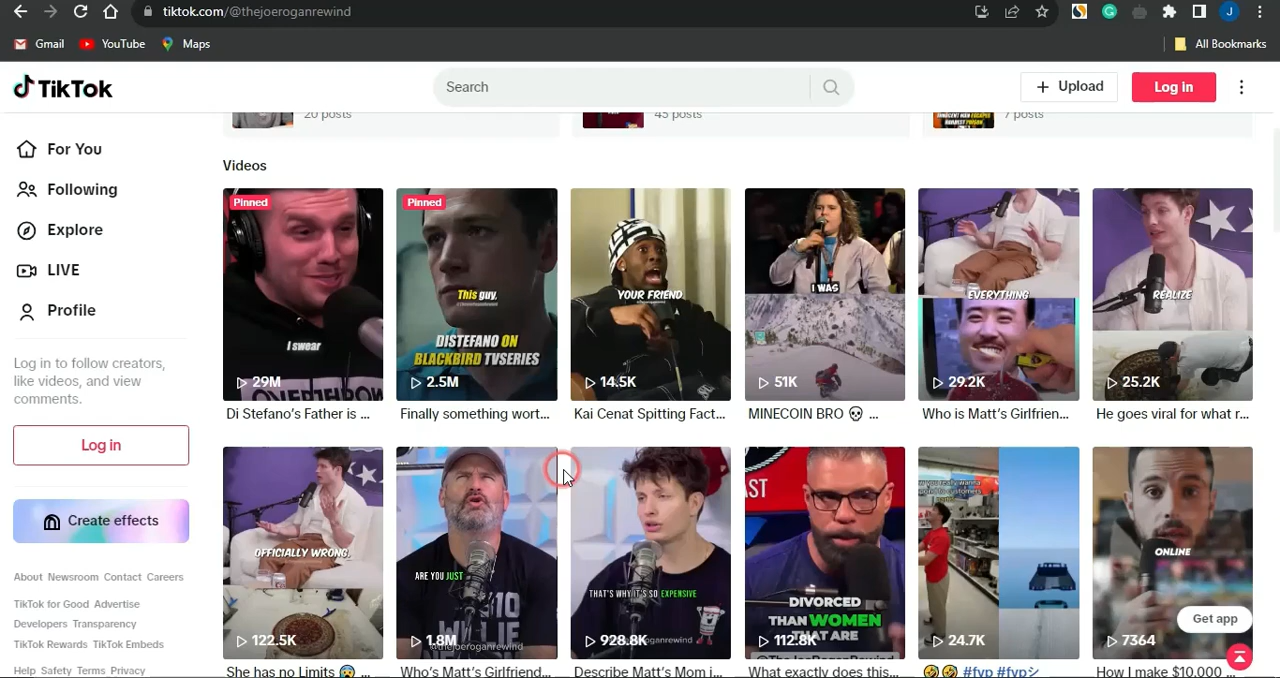 tiktok.com/@thejoeroganrewind
J
Gmail
YouTube
Maps
All Bookmarks
TikTok
Search
Upload
Log in
20 posts
45 posts
7 posts
For You
Following
Explore
LIVE
Profile
Log in to follow creators,
like videos, and view
comments.
Log in
Create effects
About Newsroom Contact Careers
TikTok for Good Advertise
Developers Transparency
TikTok Rewards TikTok Embeds
Help Safety Terms Privacy
Videos
Pinned
I swear
29M
Di Stefano's Father is ...
Pinned
This guy,
DISTEFANO ON
BLACKBIRD TVSERIES
2.5M
Finally something wort...
YOUR FRIEND
14.5K
Kai Cenat Spitting Fact...
I WAS
51K
MINECOIN BRO 💀 ...
EVERYTHING
29.2K
Who is Matt's Girlfrien...
REALIZE
25.2K
He goes viral for what r...
OFFICIALLY WRONG.
122.5K
She has no Limits 😰 ...
ARE YOU JUST
1.8M
@thejoeroganrewind
Who's Matt's Girlfriend...
THAT'S WHY IT'S SO EXPENSIVE
928.8K
Describe Matt's Mom i...
AST
DIVORCED
THAN WOMEN
THAT ARE
112.8K
@TheJoeRoganRewind
What exactly does this...
24.7K
🤣🤣 #fyp #fypシ
ONLINE
7364
How I make $10,000 ...
Get app